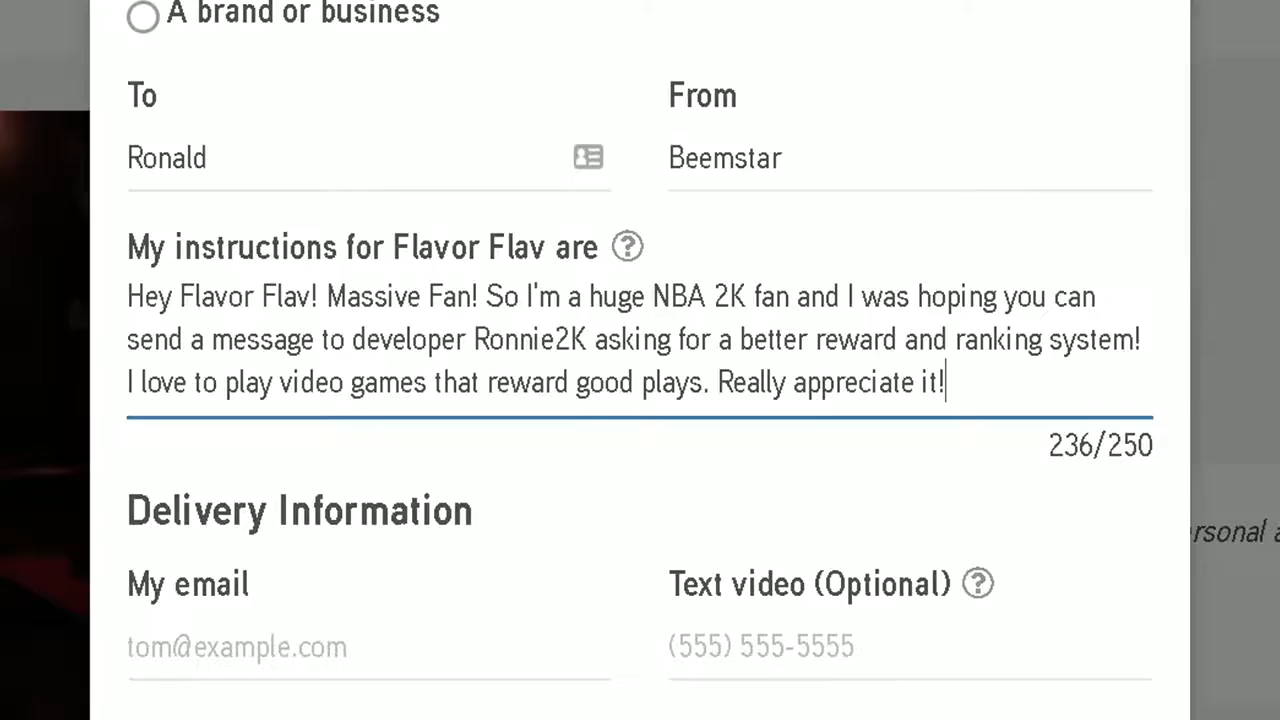 A brand or business
To
From
Ronald
Beemstar
My instructions for Flavor Flav are ?
Hey Flavor Flav! Massive Fan! So I'm a huge NBA 2K fan and I was hoping you can
send a message to developer Ronnie2K asking for a better reward and ranking system!
I love to play video games that reward good plays. Really appreciate it!
236/250
Delivery Information
My email
Text video (Optional) ?
tom@example.com
(555) 555-5555